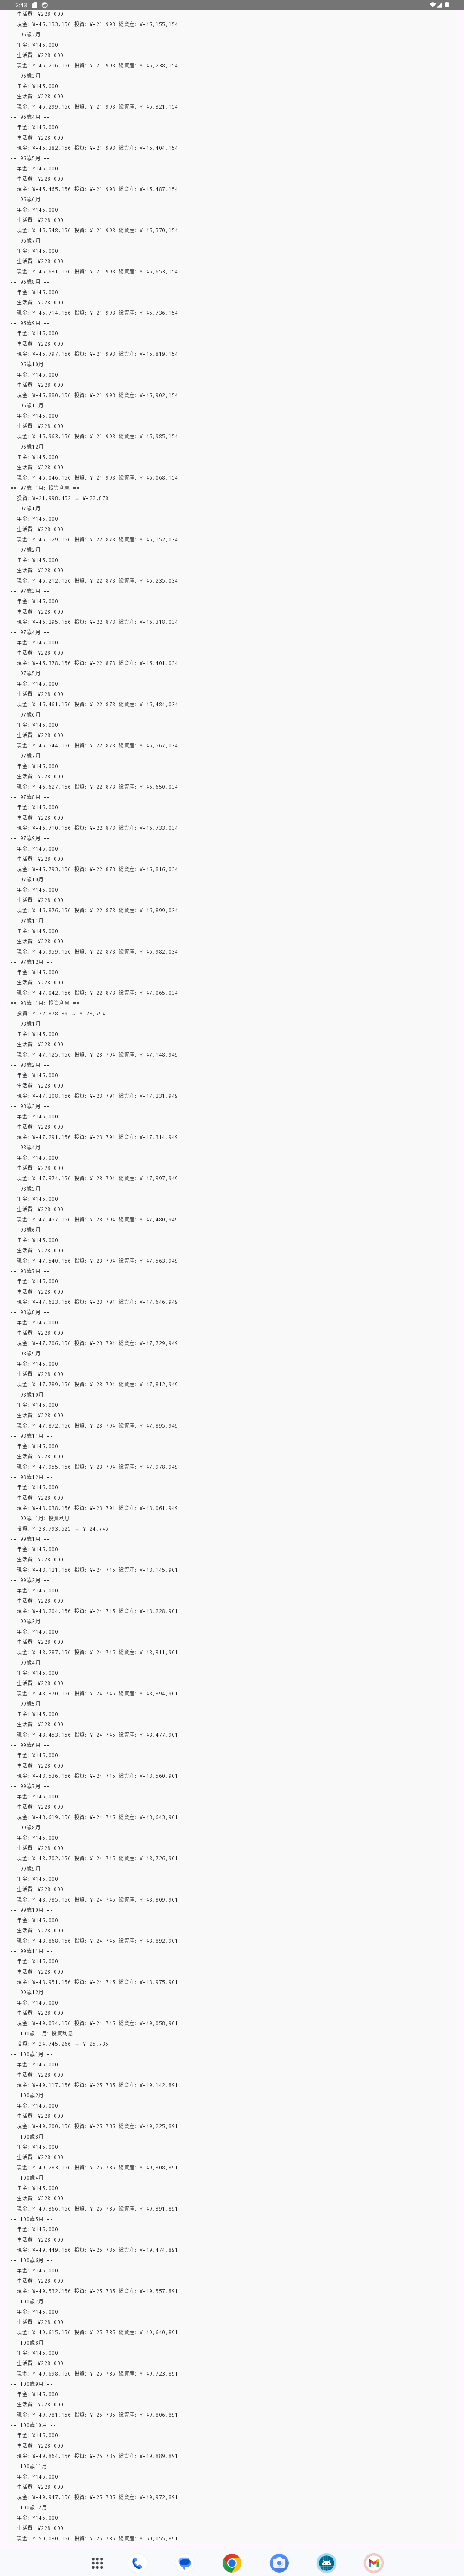 2:43
生活費: ¥228,000
現金: ¥-45,133,156 投資: ¥-21,998 総資産: ¥-45,155,154
-- 96歳2月 --
年金: ¥145,000
生活費: ¥228,000
現金: ¥-45,216,156 投資: ¥-21,998 総資産: ¥-45,238,154
-- 96歳3月 --
年金: ¥145,000
生活費: ¥228,000
現金: ¥-45,299,156 投資: ¥-21,998 総資産: ¥-45,321,154
-- 96歳4月 --
年金: ¥145,000
生活費: ¥228,000
現金: ¥-45,382,156 投資: ¥-21,998 総資産: ¥-45,404,154
-- 96歳5月 --
年金: ¥145,000
生活費: ¥228,000
現金: ¥-45,465,156 投資: ¥-21,998 総資産: ¥-45,487,154
-- 96歳6月 --
年金: ¥145,000
生活費: ¥228,000
現金: ¥-45,548,156 投資: ¥-21,998 総資産: ¥-45,570,154
-- 96歳7月 --
年金: ¥145,000
生活費: ¥228,000
現金: ¥-45,631,156 投資: ¥-21,998 総資産: ¥-45,653,154
-- 96歳8月 --
年金: ¥145,000
生活費: ¥228,000
現金: ¥-45,714,156 投資: ¥-21,998 総資産: ¥-45,736,154
-- 96歳9月 --
年金: ¥145,000
生活費: ¥228,000
現金: ¥-45,797,156 投資: ¥-21,998 総資産: ¥-45,819,154
-- 96歳10月 --
年金: ¥145,000
生活費: ¥228,000
現金: ¥-45,880,156 投資: ¥-21,998 総資産: ¥-45,902,154
-- 96歳11月 --
年金: ¥145,000
生活費: ¥228,000
現金: ¥-45,963,156 投資: ¥-21,998 総資産: ¥-45,985,154
-- 96歳12月 --
年金: ¥145,000
生活費: ¥228,000
現金: ¥-46,046,156 投資: ¥-21,998 総資産: ¥-46,068,154
== 97歳 1月: 投資利息 ==
投資: ¥-21,998.452 → ¥-22,878
-- 97歳1月 --
年金: ¥145,000
生活費: ¥228,000
現金: ¥-46,129,156 投資: ¥-22,878 総資産: ¥-46,152,034
-- 97歳2月 --
年金: ¥145,000
生活費: ¥228,000
現金: ¥-46,212,156 投資: ¥-22,878 総資産: ¥-46,235,034
-- 97歳3月 --
年金: ¥145,000
生活費: ¥228,000
現金: ¥-46,295,156 投資: ¥-22,878 総資産: ¥-46,318,034
-- 97歳4月 --
年金: ¥145,000
生活費: ¥228,000
現金: ¥-46,378,156 投資: ¥-22,878 総資産: ¥-46,401,034
-- 97歳5月 --
年金: ¥145,000
生活費: ¥228,000
現金: ¥-46,461,156 投資: ¥-22,878 総資産: ¥-46,484,034
-- 97歳6月 --
年金: ¥145,000
生活費: ¥228,000
現金: ¥-46,544,156 投資: ¥-22,878 総資産: ¥-46,567,034
-- 97歳7月 --
年金: ¥145,000
生活費: ¥228,000
現金: ¥-46,627,156 投資: ¥-22,878 総資産: ¥-46,650,034
-- 97歳8月 --
年金: ¥145,000
生活費: ¥228,000
現金: ¥-46,710,156 投資: ¥-22,878 総資産: ¥-46,733,034
-- 97歳9月 --
年金: ¥145,000
生活費: ¥228,000
現金: ¥-46,793,156 投資: ¥-22,878 総資産: ¥-46,816,034
-- 97歳10月 --
年金: ¥145,000
生活費: ¥228,000
現金: ¥-46,876,156 投資: ¥-22,878 総資産: ¥-46,899,034
-- 97歳11月 --
年金: ¥145,000
生活費: ¥228,000
現金: ¥-46,959,156 投資: ¥-22,878 総資産: ¥-46,982,034
-- 97歳12月 --
年金: ¥145,000
生活費: ¥228,000
現金: ¥-47,042,156 投資: ¥-22,878 総資産: ¥-47,065,034
== 98歳 1月: 投資利息 ==
投資: ¥-22,878.39 → ¥-23,794
-- 98歳1月 --
年金: ¥145,000
生活費: ¥228,000
現金: ¥-47,125,156 投資: ¥-23,794 総資産: ¥-47,148,949
-- 98歳2月 --
年金: ¥145,000
生活費: ¥228,000
現金: ¥-47,208,156 投資: ¥-23,794 総資産: ¥-47,231,949
-- 98歳3月 --
年金: ¥145,000
生活費: ¥228,000
現金: ¥-47,291,156 投資: ¥-23,794 総資産: ¥-47,314,949
-- 98歳4月 --
年金: ¥145,000
生活費: ¥228,000
現金: ¥-47,374,156 投資: ¥-23,794 総資産: ¥-47,397,949
-- 98歳5月 --
年金: ¥145,000
生活費: ¥228,000
現金: ¥-47,457,156 投資: ¥-23,794 総資産: ¥-47,480,949
-- 98歳6月 --
年金: ¥145,000
生活費: ¥228,000
現金: ¥-47,540,156 投資: ¥-23,794 総資産: ¥-47,563,949
-- 98歳7月 --
年金: ¥145,000
生活費: ¥228,000
現金: ¥-47,623,156 投資: ¥-23,794 総資産: ¥-47,646,949
-- 98歳8月 --
年金: ¥145,000
生活費: ¥228,000
現金: ¥-47,706,156 投資: ¥-23,794 総資産: ¥-47,729,949
-- 98歳9月 --
年金: ¥145,000
生活費: ¥228,000
現金: ¥-47,789,156 投資: ¥-23,794 総資産: ¥-47,812,949
-- 98歳10月 --
年金: ¥145,000
生活費: ¥228,000
現金: ¥-47,872,156 投資: ¥-23,794 総資産: ¥-47,895,949
-- 98歳11月 --
年金: ¥145,000
生活費: ¥228,000
現金: ¥-47,955,156 投資: ¥-23,794 総資産: ¥-47,978,949
-- 98歳12月 --
年金: ¥145,000
生活費: ¥228,000
現金: ¥-48,038,156 投資: ¥-23,794 総資産: ¥-48,061,949
== 99歳 1月: 投資利息 ==
投資: ¥-23,793.525 → ¥-24,745
-- 99歳1月 --
年金: ¥145,000
生活費: ¥228,000
現金: ¥-48,121,156 投資: ¥-24,745 総資産: ¥-48,145,901
-- 99歳2月 --
年金: ¥145,000
生活費: ¥228,000
現金: ¥-48,204,156 投資: ¥-24,745 総資産: ¥-48,228,901
-- 99歳3月 --
年金: ¥145,000
生活費: ¥228,000
現金: ¥-48,287,156 投資: ¥-24,745 総資産: ¥-48,311,901
-- 99歳4月 --
年金: ¥145,000
生活費: ¥228,000
現金: ¥-48,370,156 投資: ¥-24,745 総資産: ¥-48,394,901
-- 99歳5月 --
年金: ¥145,000
生活費: ¥228,000
現金: ¥-48,453,156 投資: ¥-24,745 総資産: ¥-48,477,901
-- 99歳6月 --
年金: ¥145,000
生活費: ¥228,000
現金: ¥-48,536,156 投資: ¥-24,745 総資産: ¥-48,560,901
-- 99歳7月 --
年金: ¥145,000
生活費: ¥228,000
現金: ¥-48,619,156 投資: ¥-24,745 総資産: ¥-48,643,901
-- 99歳8月 --
年金: ¥145,000
生活費: ¥228,000
現金: ¥-48,702,156 投資: ¥-24,745 総資産: ¥-48,726,901
-- 99歳9月 --
年金: ¥145,000
生活費: ¥228,000
現金: ¥-48,785,156 投資: ¥-24,745 総資産: ¥-48,809,901
-- 99歳10月 --
年金: ¥145,000
生活費: ¥228,000
現金: ¥-48,868,156 投資: ¥-24,745 総資産: ¥-48,892,901
-- 99歳11月 --
年金: ¥145,000
生活費: ¥228,000
現金: ¥-48,951,156 投資: ¥-24,745 総資産: ¥-48,975,901
-- 99歳12月 --
年金: ¥145,000
生活費: ¥228,000
現金: ¥-49,034,156 投資: ¥-24,745 総資産: ¥-49,058,901
== 100歳 1月: 投資利息 ==
投資: ¥-24,745.266 → ¥-25,735
-- 100歳1月 --
年金: ¥145,000
生活費: ¥228,000
現金: ¥-49,117,156 投資: ¥-25,735 総資産: ¥-49,142,891
-- 100歳2月 --
年金: ¥145,000
生活費: ¥228,000
現金: ¥-49,200,156 投資: ¥-25,735 総資産: ¥-49,225,891
-- 100歳3月 --
年金: ¥145,000
生活費: ¥228,000
現金: ¥-49,283,156 投資: ¥-25,735 総資産: ¥-49,308,891
-- 100歳4月 --
年金: ¥145,000
生活費: ¥228,000
現金: ¥-49,366,156 投資: ¥-25,735 総資産: ¥-49,391,891
-- 100歳5月 --
年金: ¥145,000
生活費: ¥228,000
現金: ¥-49,449,156 投資: ¥-25,735 総資産: ¥-49,474,891
-- 100歳6月 --
年金: ¥145,000
生活費: ¥228,000
現金: ¥-49,532,156 投資: ¥-25,735 総資産: ¥-49,557,891
-- 100歳7月 --
年金: ¥145,000
生活費: ¥228,000
現金: ¥-49,615,156 投資: ¥-25,735 総資産: ¥-49,640,891
-- 100歳8月 --
年金: ¥145,000
生活費: ¥228,000
現金: ¥-49,698,156 投資: ¥-25,735 総資産: ¥-49,723,891
-- 100歳9月 --
年金: ¥145,000
生活費: ¥228,000
現金: ¥-49,781,156 投資: ¥-25,735 総資産: ¥-49,806,891
-- 100歳10月 --
年金: ¥145,000
生活費: ¥228,000
現金: ¥-49,864,156 投資: ¥-25,735 総資産: ¥-49,889,891
-- 100歳11月 --
年金: ¥145,000
生活費: ¥228,000
現金: ¥-49,947,156 投資: ¥-25,735 総資産: ¥-49,972,891
-- 100歳12月 --
年金: ¥145,000
生活費: ¥228,000
現金: ¥-50,030,156 投資: ¥-25,735 総資産: ¥-50,055,891